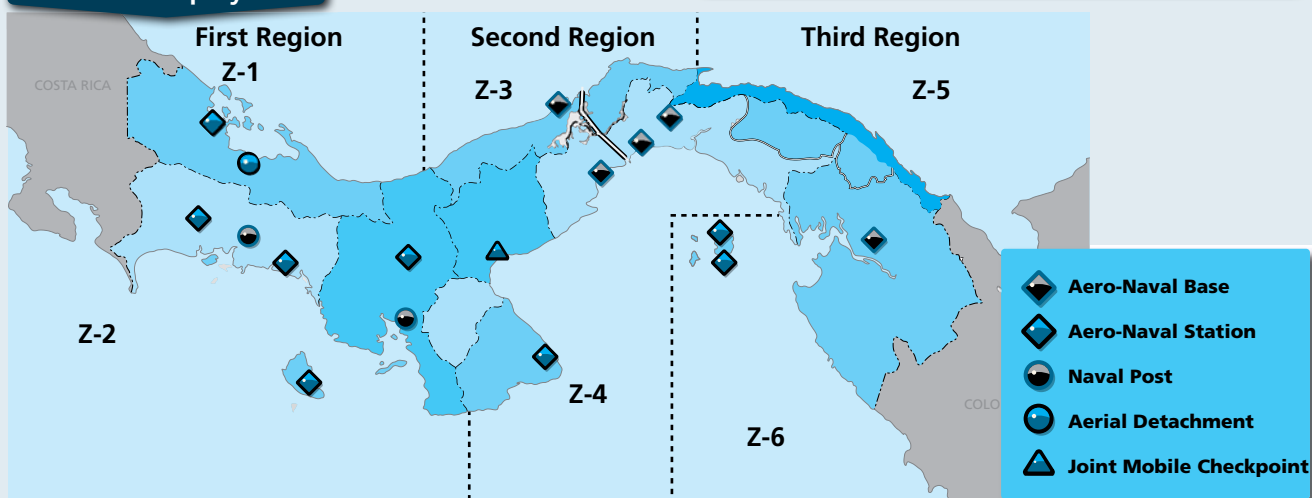 First Region
Second Region
Third Region
COSTA RICA
Z-1
Z-3
Z-5
Z-2
Z-4
Z-6
Aero-Naval Base
Aero-Naval Station
Naval Post
Aerial Detachment
Joint Mobile Checkpoint
COLO